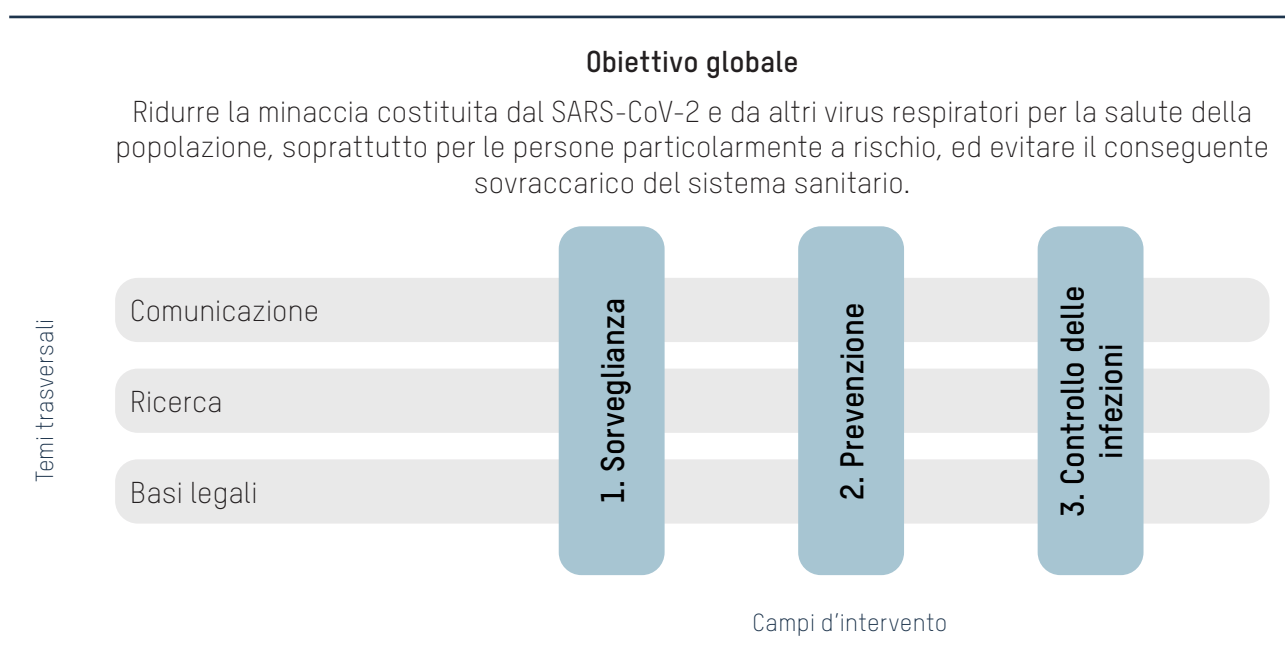 Obiettivo globale
Ridurre la minaccia costituita dal SARS-CoV-2 e da altri virus respiratori per la salute della
popolazione, soprattutto per le persone particolarmente a rischio, ed evitare il conseguente
sovraccarico del sistema sanitario.
Temi trasversali
Comunicazione
Ricerca
Basi legali
1. Sorveglianza
2. Prevenzione
3. Controllo delle
infezioni
Campi d'intervento